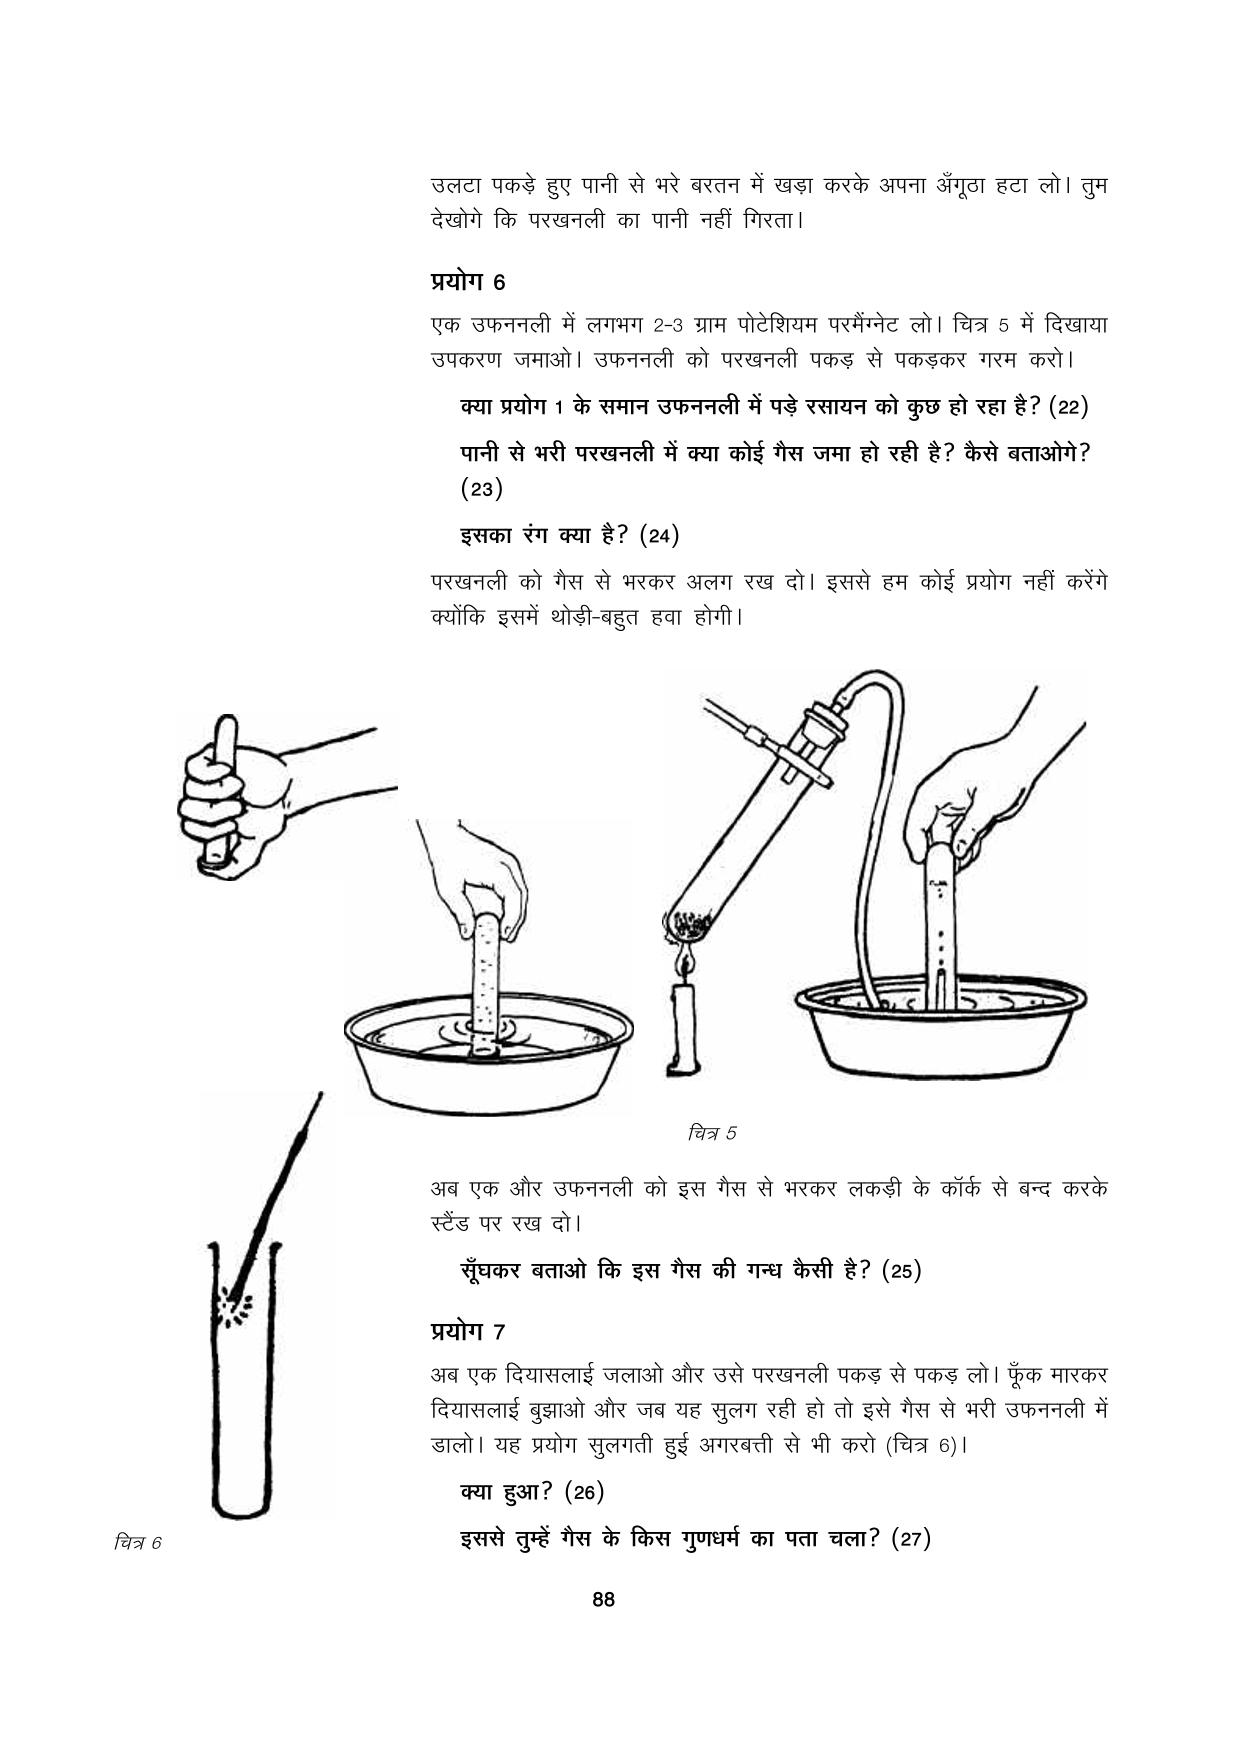 उलटा पकड़े हुए पानी से भरे बरतन में खड़ा करके अपना अँगूठा हटा लो। तुम
देखोगे कि परखनली का पानी नहीं गिरता।
प्रयोग 6
एक उफननली में लगभग 2-3 ग्राम पोटेशियम परमैंग्नेट लो। चित्र 5 में दिखाया
उपकरण जमाओ। उफननली को परखनली पकड़ से पकड़कर गरम करो।
क्या प्रयोग 1 के समान उफननली में पड़े रसायन को कुछ हो रहा है? (22)
पानी से भरी परखनली में क्या कोई गैस जमा हो रही है? कैसे बताओगे?
(23)
इसका रंग क्या है? (24)
परखनली को गैस से भरकर अलग रख दो। इससे हम कोई प्रयोग नहीं करेंगे
क्योंकि इसमें थोड़ी-बहुत हवा होगी।
चित्र 5
अब एक और उफननली को इस गैस से भरकर लकड़ी के कॉर्क से बन्द करके
स्टैंड पर रख दो।
सूँघकर बताओ कि इस गैस की गन्ध कैसी है? (25)
प्रयोग 7
अब एक दियासलाई जलाओ और उसे परखनली पकड़ से पकड़ लो। फूँक मारकर
दियासलाई बुझाओ और जब यह सुलग रही हो तो इसे गैस से भरी उफननली में
डालो। यह प्रयोग सुलगती हुई अगरबत्ती से भी करो (चित्र 6)।
क्या हुआ? (26)
इससे तुम्हें गैस के किस गुणधर्म का पता चला? (27)
चित्र 6
88